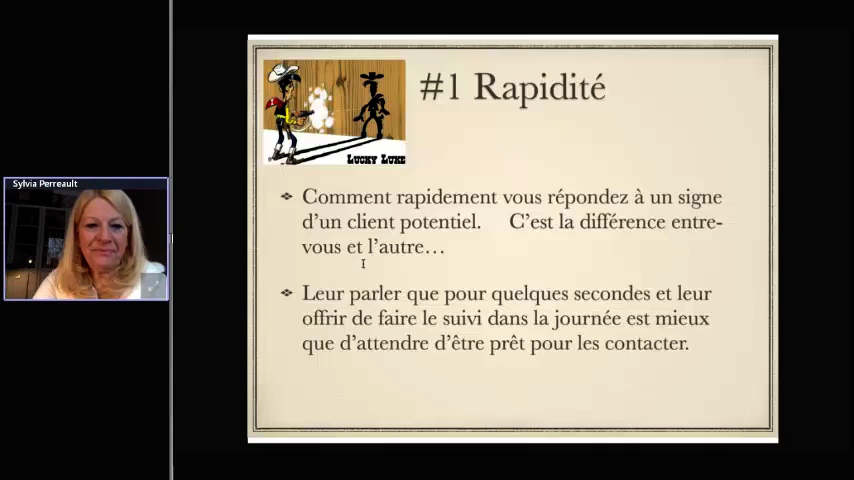 Sylvia Perreault
#1 Rapidité
LUCKY LUKE
Comment rapidement vous répondez à un signe
d'un client potentiel. C'est la différence entre-
vous et l'autre…
Leur parler que pour quelques secondes et leur
offrir de faire le suivi dans la journée est mieux
que d'attendre d'être prêt pour les contacter.